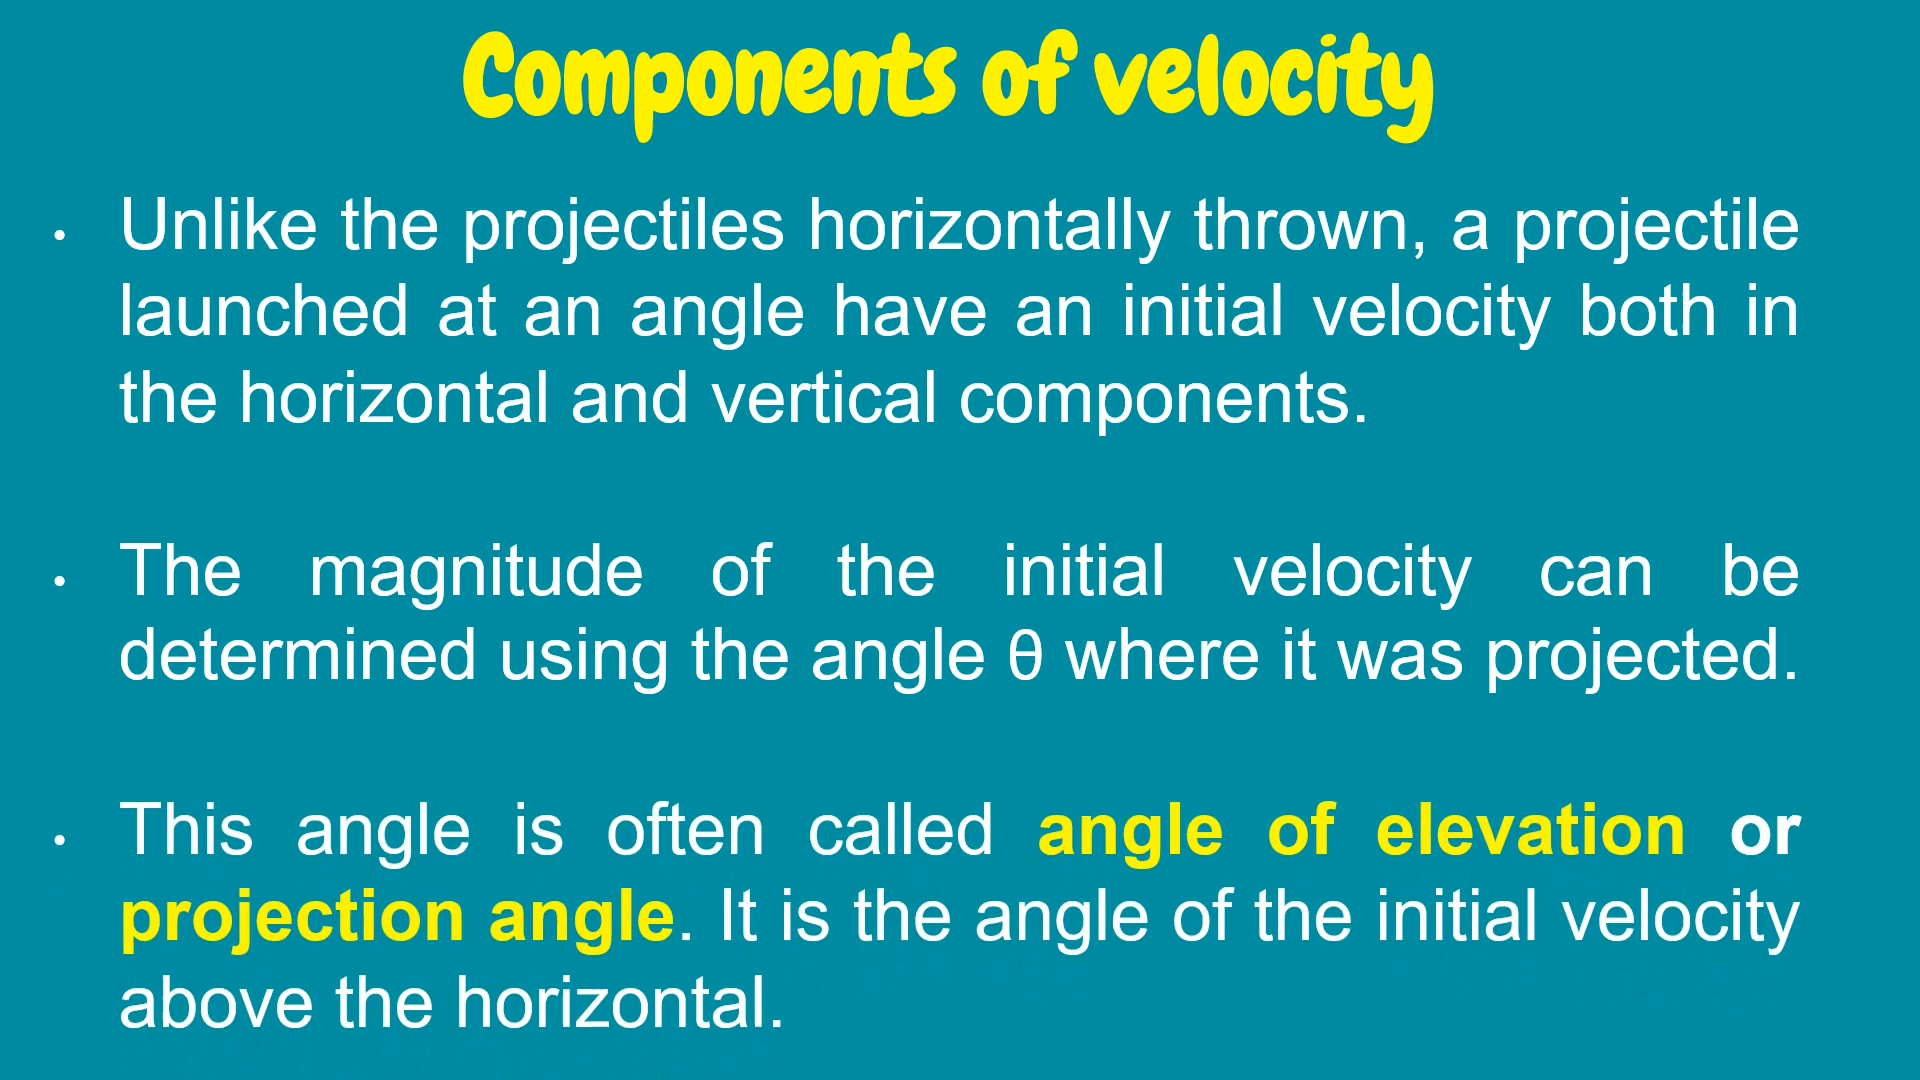 Components of velocity
• Unlike the projectiles horizontally thrown, a projectile
launched at an angle have an initial velocity both in
the horizontal and vertical components.
• The magnitude of the initial velocity can be
determined using the angle θ where it was projected.
• This angle is often called angle of elevation or
projection angle. It is the angle of the initial velocity
above the horizontal.